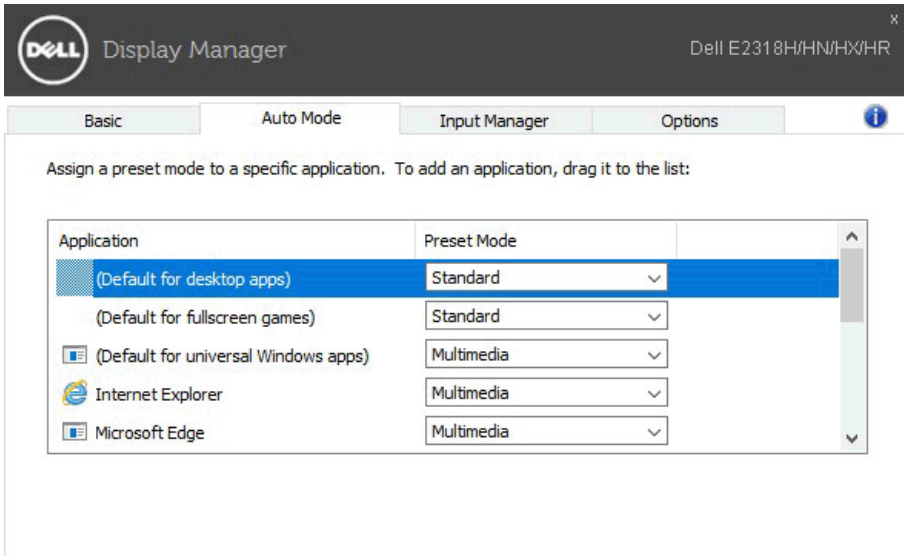 x
DELL Display Manager Dell E2318H/HN/HX/HR
Basic Auto Mode Input Manager Options i
Assign a preset mode to a specific application. To add an application, drag it to the list:
Application Preset Mode
(Default for desktop apps) Standard
(Default for fullscreen games) Standard
(Default for universal Windows apps) Multimedia
Internet Explorer Multimedia
Microsoft Edge Multimedia